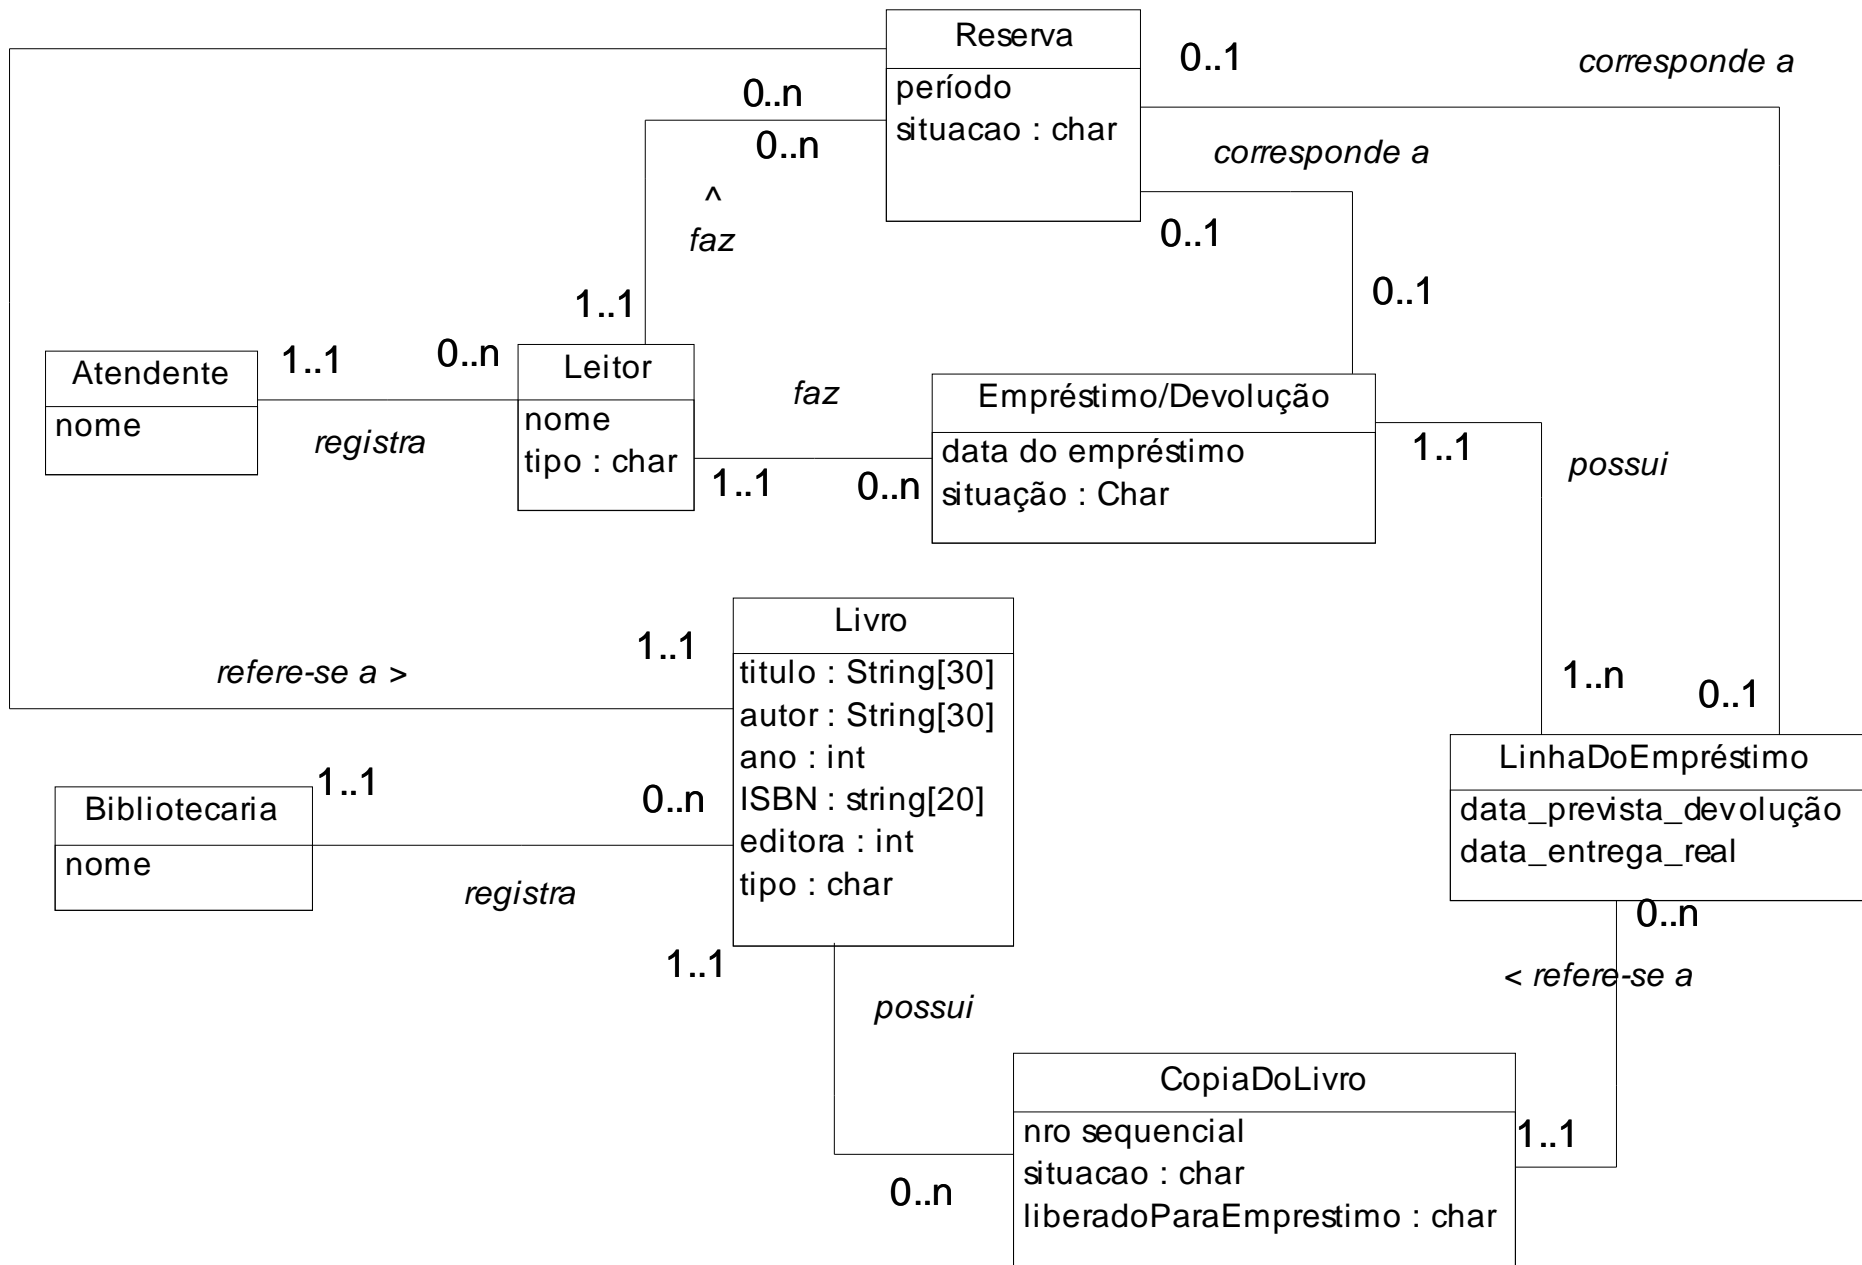 Reserva
período
situacao : char
0..1
corresponde a
0..n
0..n
corresponde a
^
faz
0..1
0..1
1..1
Atendente
nome
1..1
0..n
registra
Leitor
nome
tipo : char
faz
1..1
0..n
Empréstimo/Devolução
data do empréstimo
situação : Char
1..1
possui
refere-se a >
1..1
Livro
titulo : String[30]
autor : String[30]
ano : int
ISBN : string[20]
editora : int
tipo : char
1..n
0..1
LinhaDoEmpréstimo
data_prevista_devolução
data_entrega_real
Bibliotecaria
nome
1..1
0..n
registra
1..1
possui
0..n
0..n
< refere-se a
CopiaDoLivro
nro sequencial
situacao : char
liberadoParaEmprestimo : char
1..1